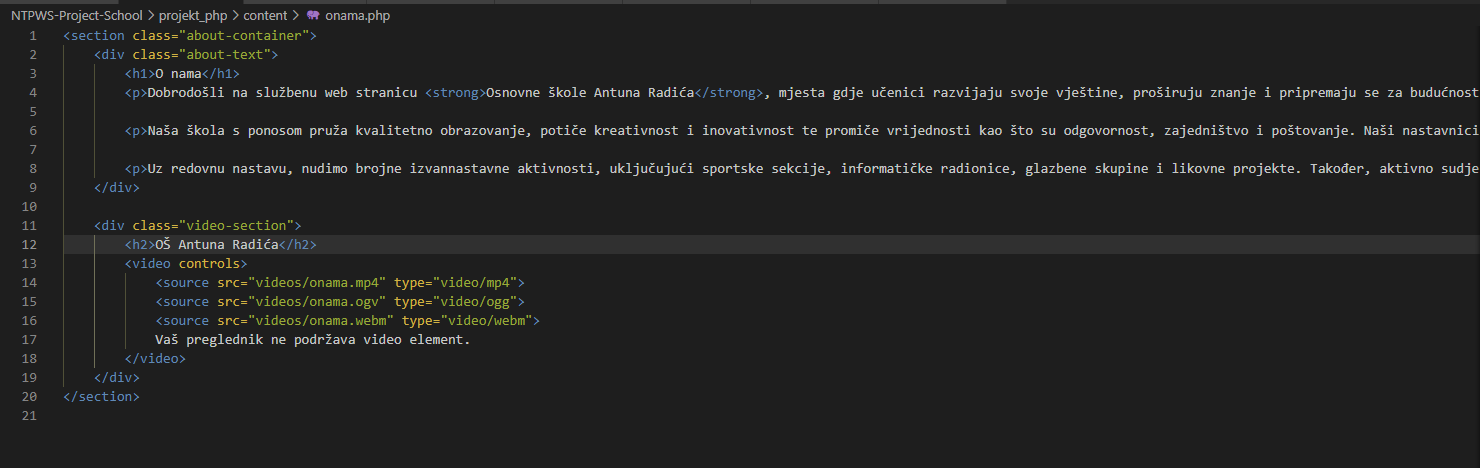 NTPWS-Project-School > projekt_php > content > onama.php
1 <section class="about-container">
2 <div class="about-text">
3 <h1>O nama</h1>
4 <p>Dobrodošli na službenu web stranicu <strong>Osnovne škole Antuna Radića</strong>, mjesta gdje učenici razvijaju svoje vještine, proširuju znanje i pripremaju se za budućnost
5
6 <p>Naša škola s ponosom pruža kvalitetno obrazovanje, potiče kreativnost i inovativnost te promiče vrijednosti kao što su odgovornost, zajedništvo i poštovanje. Naši nastavnici
7
8 <p>Uz redovnu nastavu, nudimo brojne izvannastavne aktivnosti, uključujući sportske sekcije, informatičke radionice, glazbene skupine i likovne projekte. Također, aktivno sudje
9 </div>
10
11 <div class="video-section">
12 <h2>OŠ Antuna Radića</h2>
13 <video controls>
14 <source src="videos/onama.mp4" type="video/mp4">
15 <source src="videos/onama.ogv" type="video/ogg">
16 <source src="videos/onama.webm" type="video/webm">
17 Vaš preglednik ne podržava video element.
18 </video>
19 </div>
20 </section>
21